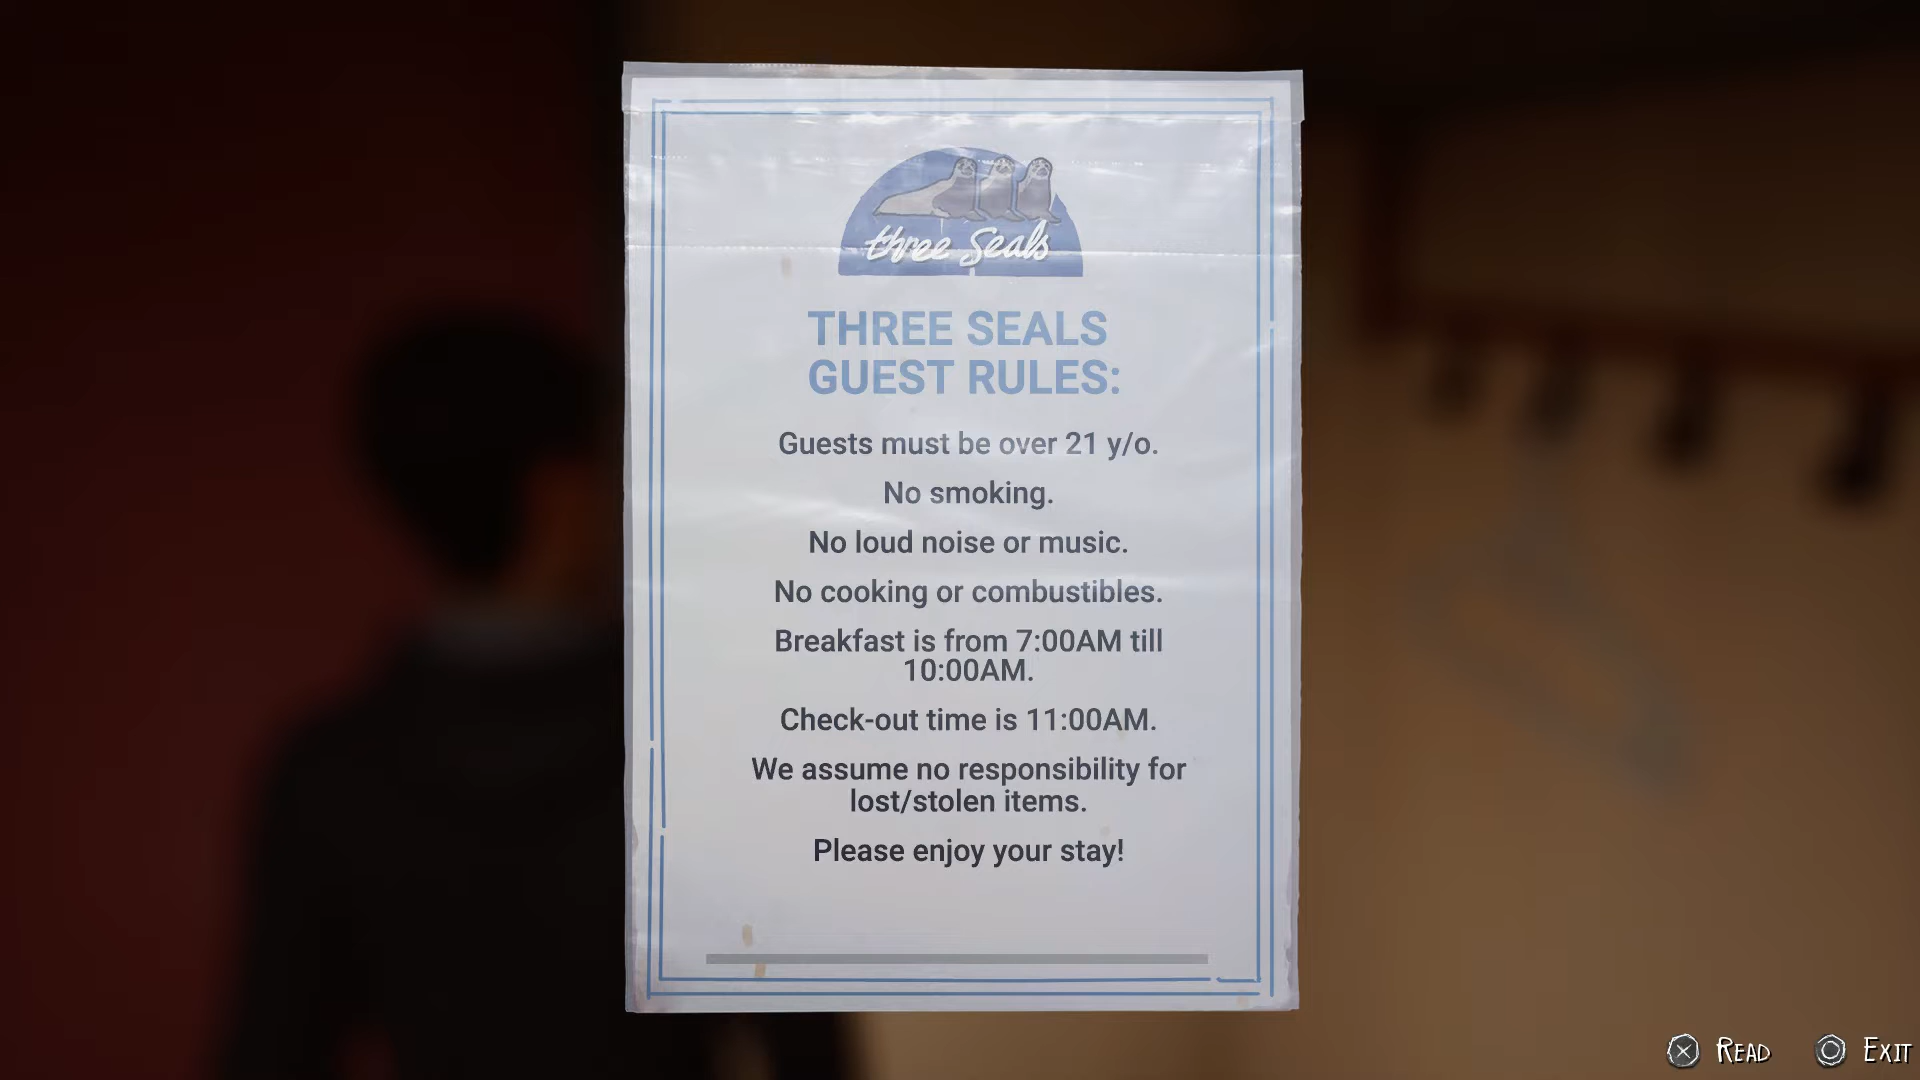 three Seals
THREE SEALS
GUEST RULES:
Guests must be over 21 y/o.
No smoking.
No loud noise or music.
No cooking or combustibles.
Breakfast is from 7:00AM till
10:00AM.
Check-out time is 11:00AM.
We assume no responsibility for
lost/stolen items.
Please enjoy your stay!
READ
EXIT